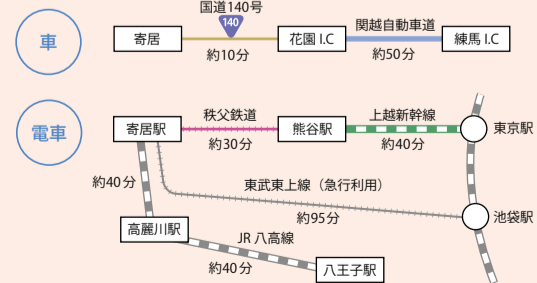 国道140号
140
車
寄居
花園 I.C
関越自動車道
練馬 I.C
約10分
約50分
電車
寄居駅
秩父鉄道
熊谷駅
上越新幹線
東京駅
約30分
約40分
約40分
東武東上線（急行利用）
約95分
池袋駅
高麗川駅
JR 八高線
約40分
八王子駅